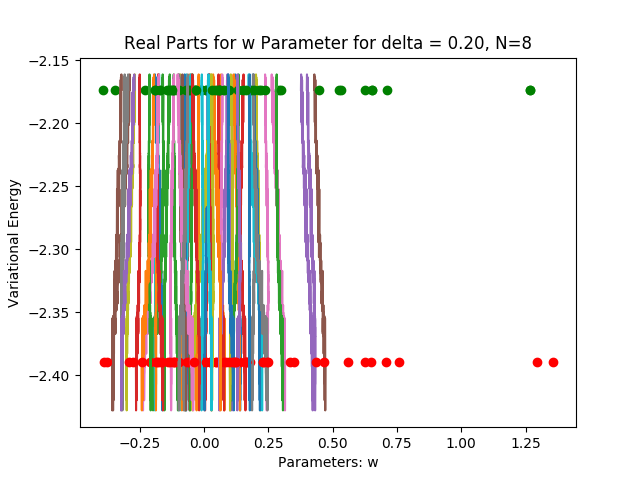 Real Parts for w Parameter for delta = 0.20, N=8
Variational Energy
−2.15
−2.20
−2.25
−2.30
−2.35
−2.40
−0.25 0.00 0.25 0.50 0.75 1.00 1.25
Parameters: w